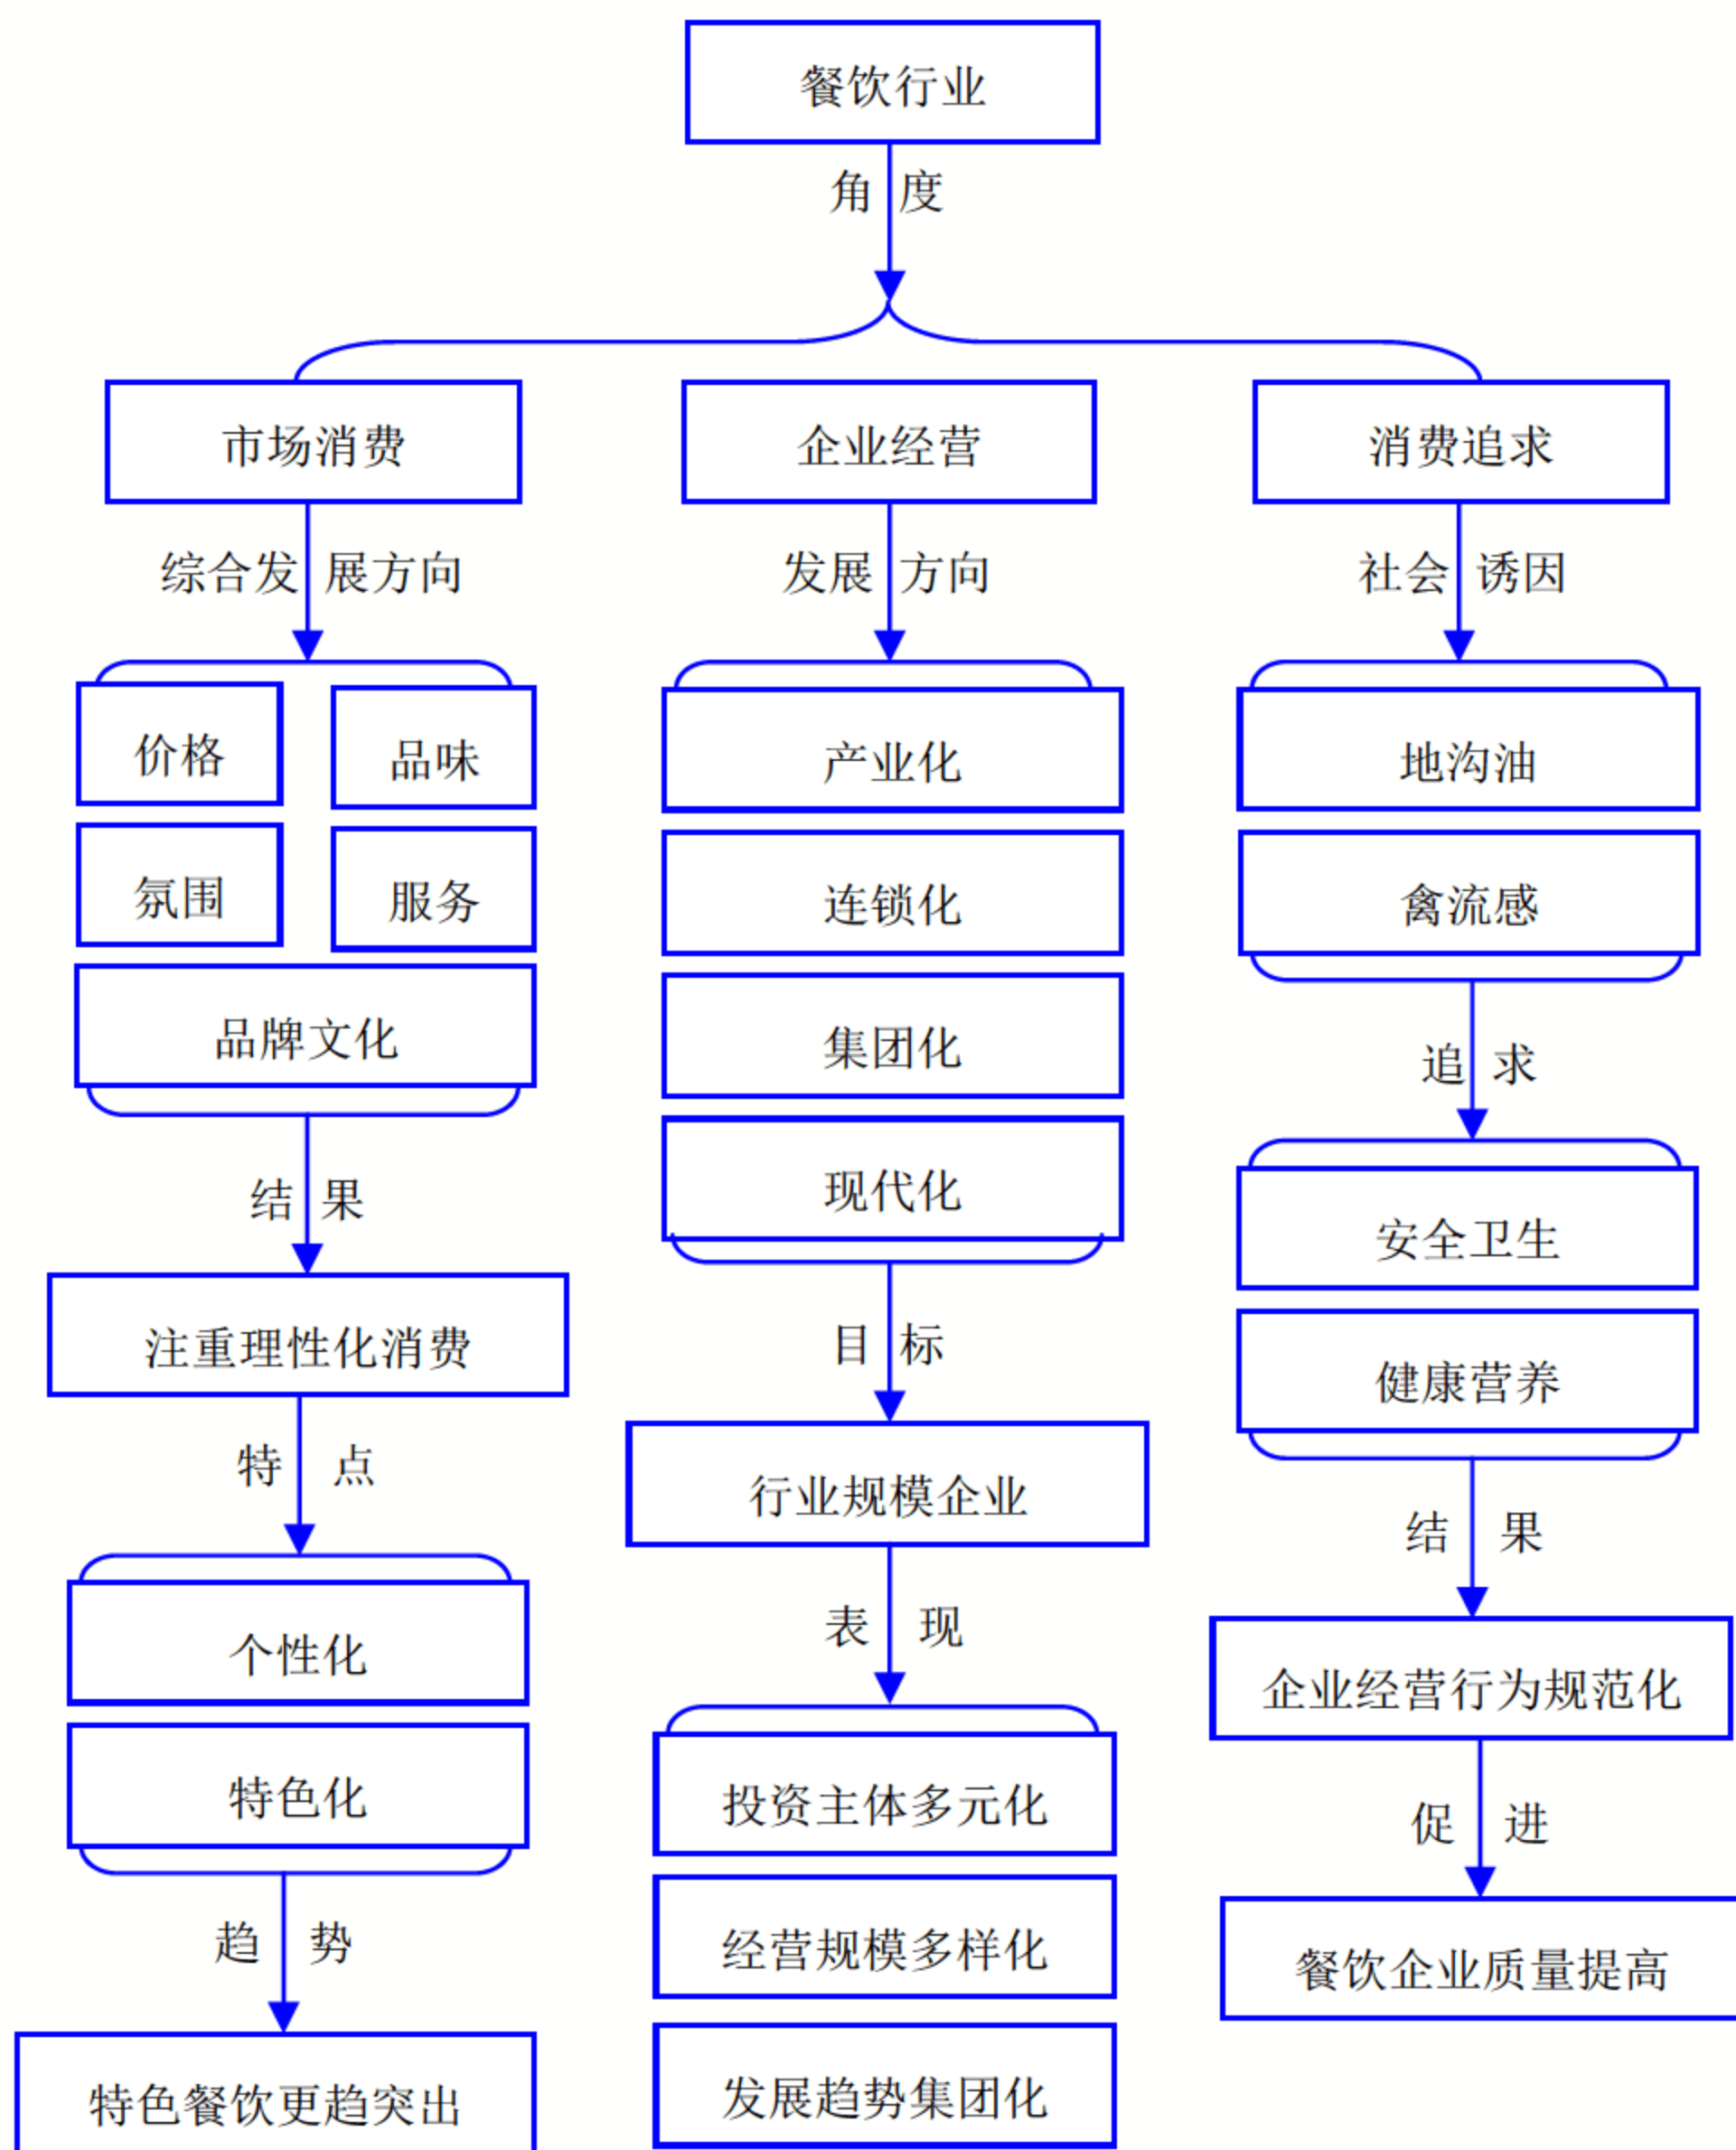 餐饮行业
角度
市场消费
企业经营
消费追求
综合发展方向
发展方向
社会诱因
价格
品味
氛围
服务
品牌文化
结果
注重理性化消费
特点
个性化
特色化
趋势
特色餐饮更趋突出
产业化
连锁化
集团化
现代化
目标
行业规模企业
表现
投资主体多元化
经营规模多样化
发展趋势集团化
地沟油
禽流感
追求
安全卫生
健康营养
结果
企业经营行为规范化
促进
餐饮企业质量提高